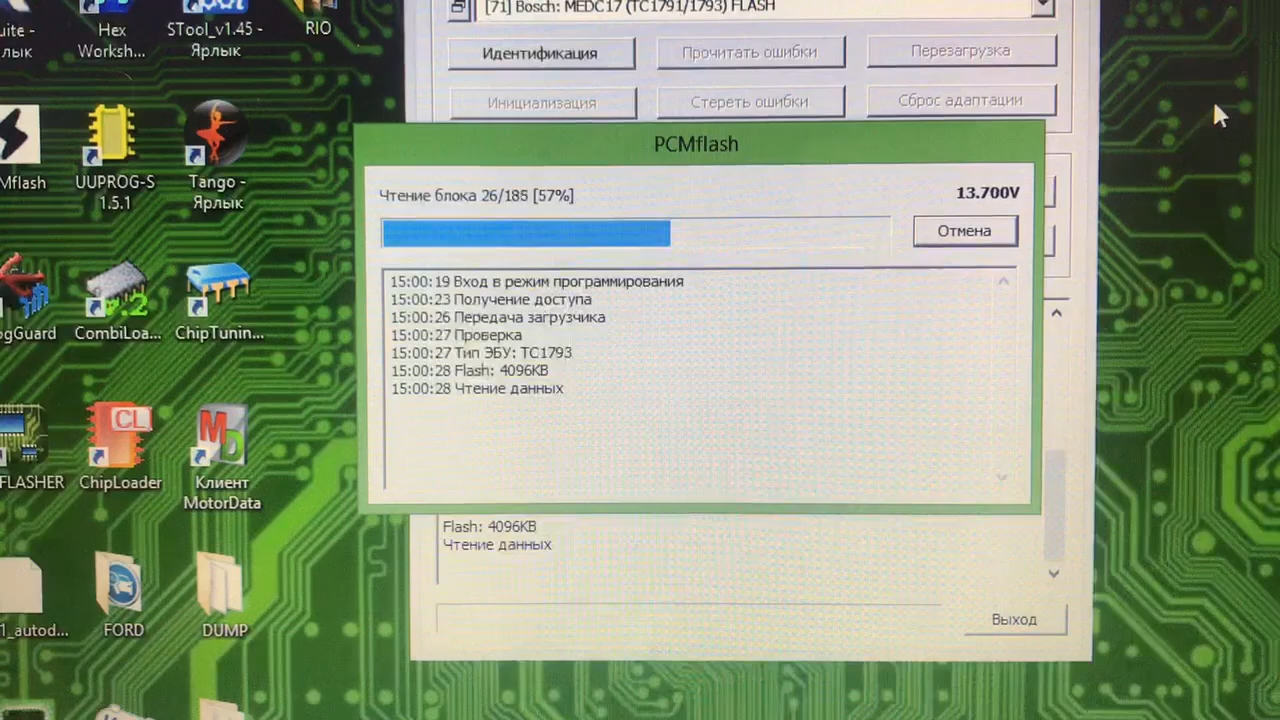 [71] Bosch: MEDC17 (TC1791/1793) FLASH
Идентификация
Прочитать ошибки
Перезагрузка
Инициализация
Стереть ошибки
Сброс адаптации
PCMflash
Чтение блока 26/185 [57%]
13.700V
Отмена
15:00:19 Вход в режим программирования
15:00:23 Получение доступа
15:00:26 Передача загрузчика
15:00:27 Проверка
15:00:27 Тип ЭБУ: TC1793
15:00:28 Flash: 4096KB
15:00:28 Чтение данных
Flash: 4096KB
Чтение данных
Выход
uite -
лык
Hex
Worksh...
STool_v1.45 -
Ярлык
RIO
Mflash
UUPROG-S
1.5.1
Tango -
Ярлык
ogGuard
CombiLoa...
V.2
ChipTunin...
FLASHER
CL
ChipLoader
MD
Клиент
MotorData
1_autod...
FORD
DUMP